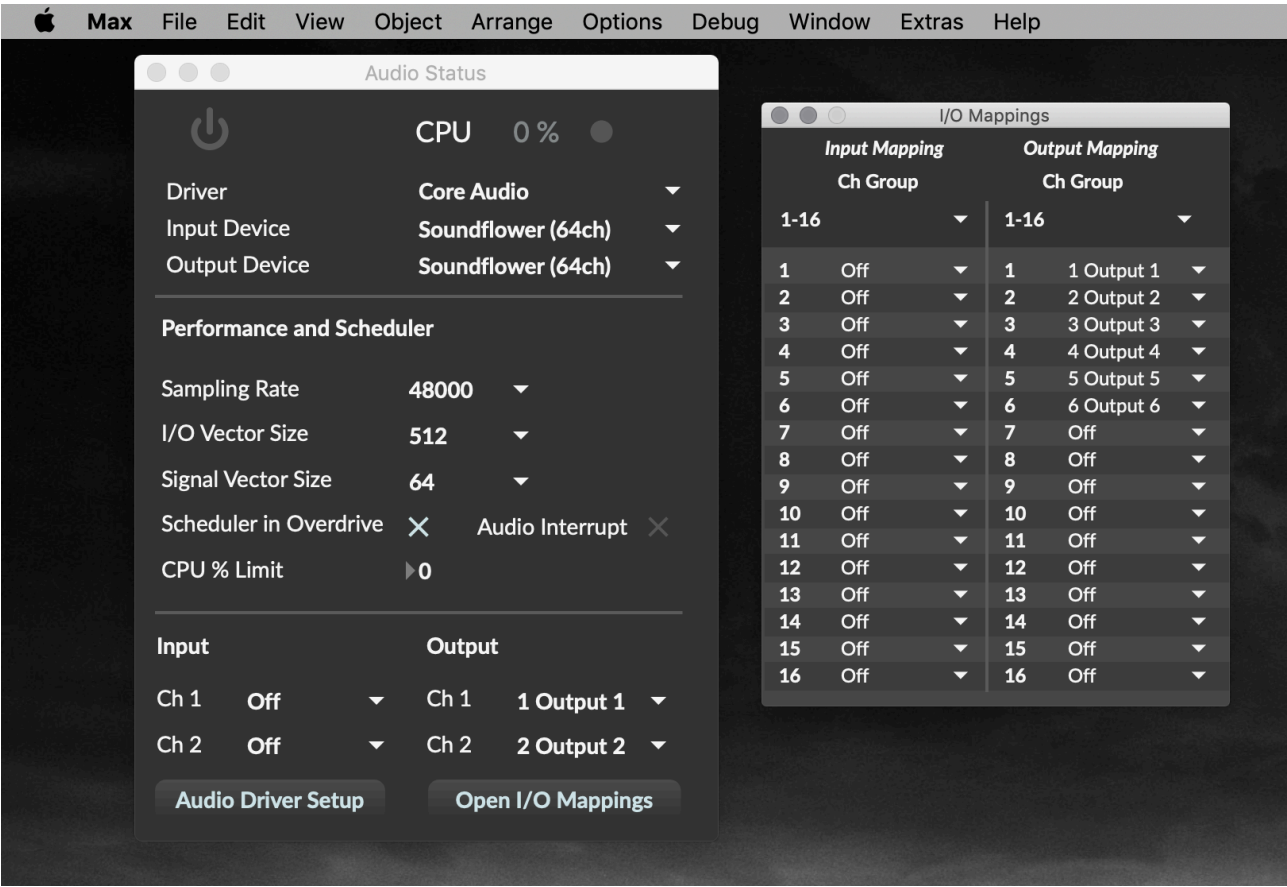 Max File Edit View Object Arrange Options Debug Window Extras Help
Audio Status
CPU 0 %
Driver Core Audio
Input Device Soundflower (64ch)
Output Device Soundflower (64ch)
Performance and Scheduler
Sampling Rate 48000
I/O Vector Size 512
Signal Vector Size 64
Scheduler in Overdrive Audio Interrupt
CPU % Limit 0
Input Output
Ch 1 Off Ch 1 1 Output 1
Ch 2 Off Ch 2 2 Output 2
Audio Driver Setup Open I/O Mappings
I/O Mappings
Input Mapping Output Mapping
Ch Group Ch Group
1-16 1-16
1 Off 1 1 Output 1
2 Off 2 2 Output 2
3 Off 3 3 Output 3
4 Off 4 4 Output 4
5 Off 5 5 Output 5
6 Off 6 6 Output 6
7 Off 7 Off
8 Off 8 Off
9 Off 9 Off
10 Off 10 Off
11 Off 11 Off
12 Off 12 Off
13 Off 13 Off
14 Off 14 Off
15 Off 15 Off
16 Off 16 Off